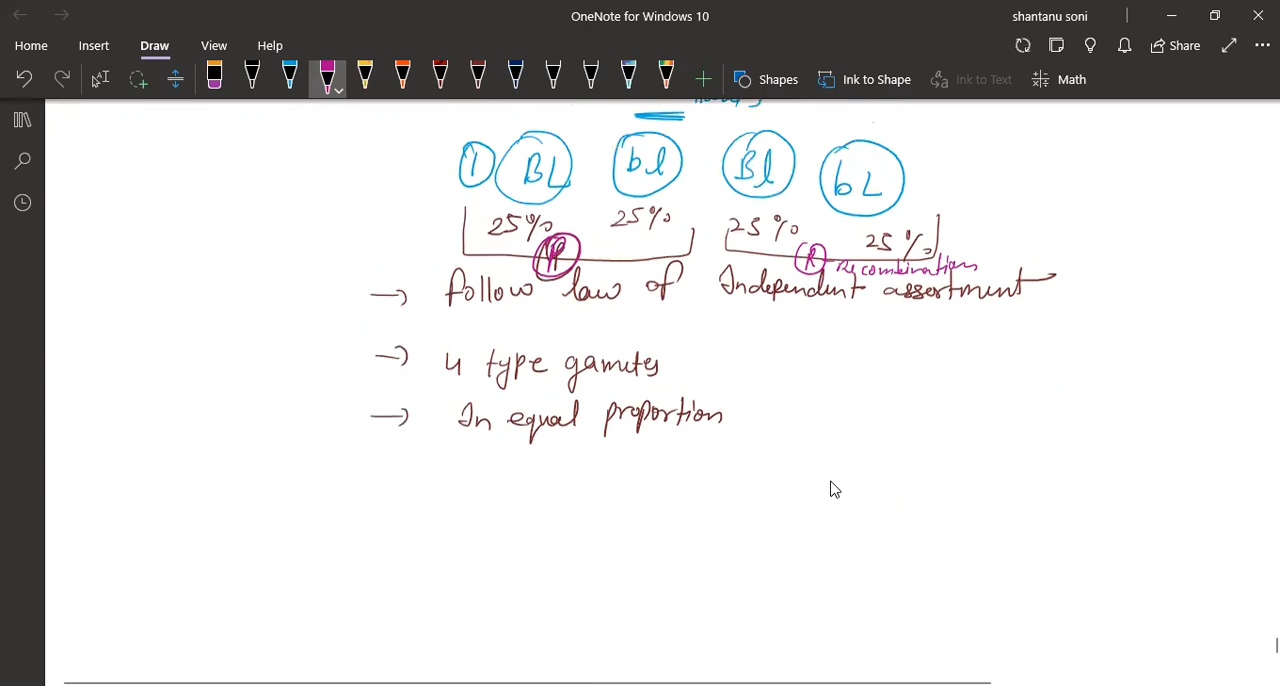 OneNote for Windows 10
shantanu soni
Home Insert Draw View Help
Share
Shapes Ink to Shape Ink to Text Math
1 BL bl Bl bL
25% 25% 25% 25%
P R Recombination
→ follow law of Independent assortment
→ 4 type gametes
→ In equal proportion